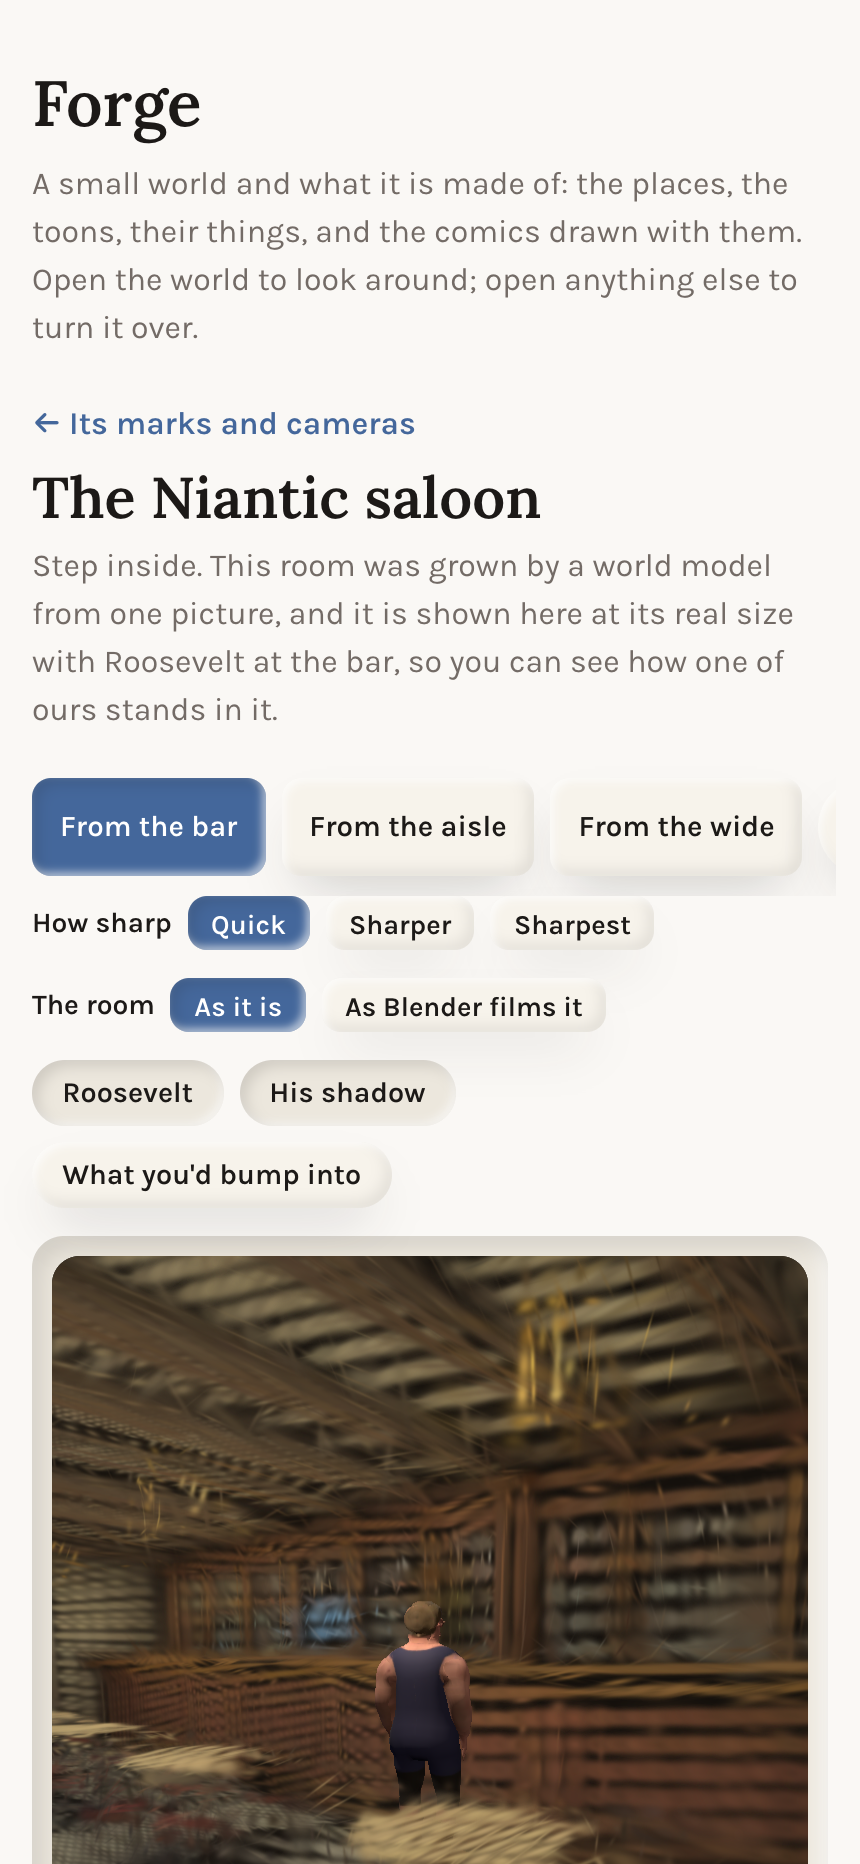 Forge
A small world and what it is made of: the places, the
toons, their things, and the comics drawn with them.
Open the world to look around; open anything else to
turn it over.
← Its marks and cameras
The Niantic saloon
Step inside. This room was grown by a world model
from one picture, and it is shown here at its real size
with Roosevelt at the bar, so you can see how one of
ours stands in it.
From the bar From the aisle From the wide
How sharp Quick Sharper Sharpest
The room As it is As Blender films it
Roosevelt His shadow
What you'd bump into